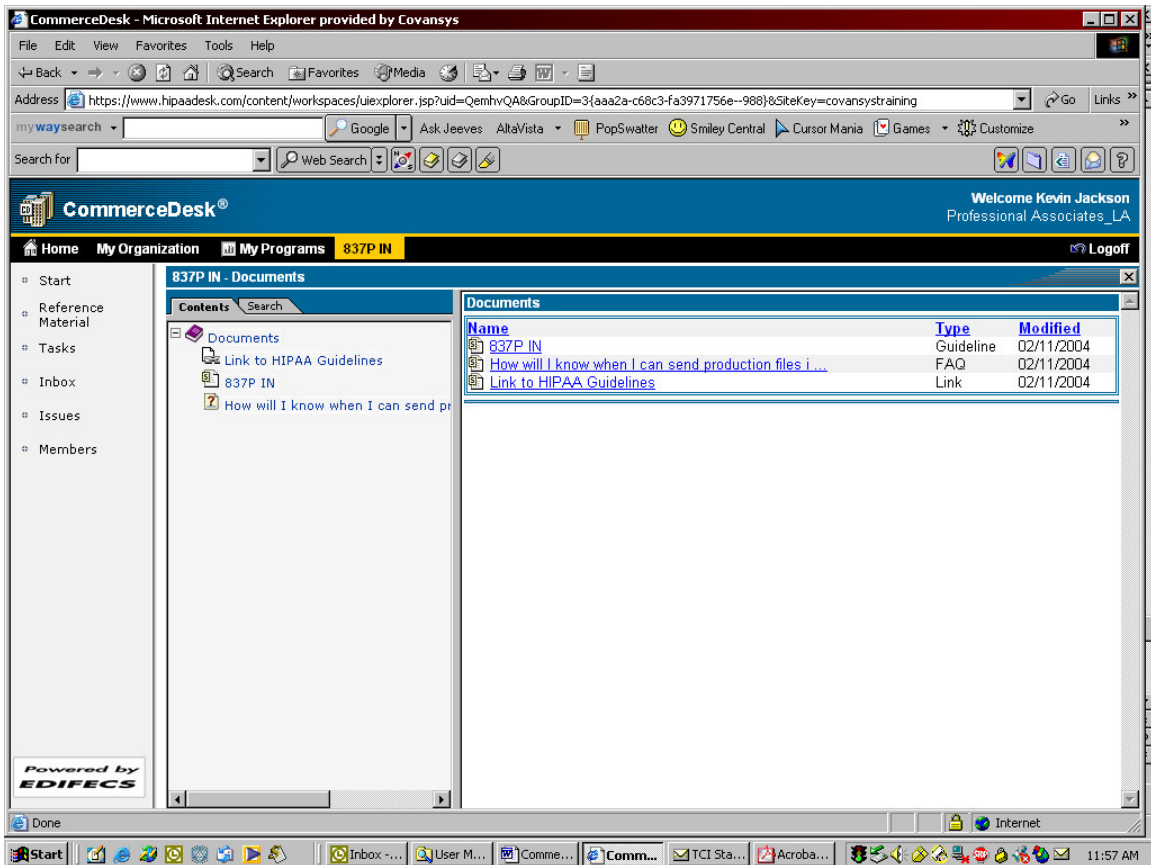 CommerceDesk - Microsoft Internet Explorer provided by Covansys
File Edit View Favorites Tools Help
Back Search Favorites Media
Address https://www.hipaadesk.com/content/workspaces/uiexplorer.jsp?uid=QemhvQA&GroupID=3{aaa2a-c68c3-fa3971756e--988}&SiteKey=covansystraining Go Links »
mywaysearch Google Ask Jeeves AltaVista PopSwatter Smiley Central Cursor Mania Games Customize »
Search for Web Search
CommerceDesk®
Welcome Kevin Jackson
Professional Associates_LA
Home My Organization My Programs 837P IN Logoff
Start
Reference
Material
Tasks
Inbox
Issues
Members
Powered by
EDIFECS
837P IN - Documents
Contents Search
Documents
Link to HIPAA Guidelines
837P IN
How will I know when I can send pr
Documents
Name Type Modified
837P IN Guideline 02/11/2004
How will I know when I can send production files i ... FAQ 02/11/2004
Link to HIPAA Guidelines Link 02/11/2004
Done Internet
Start Inbox -... User M... Comme... Comm... TCI Sta... Acroba... 11:57 AM